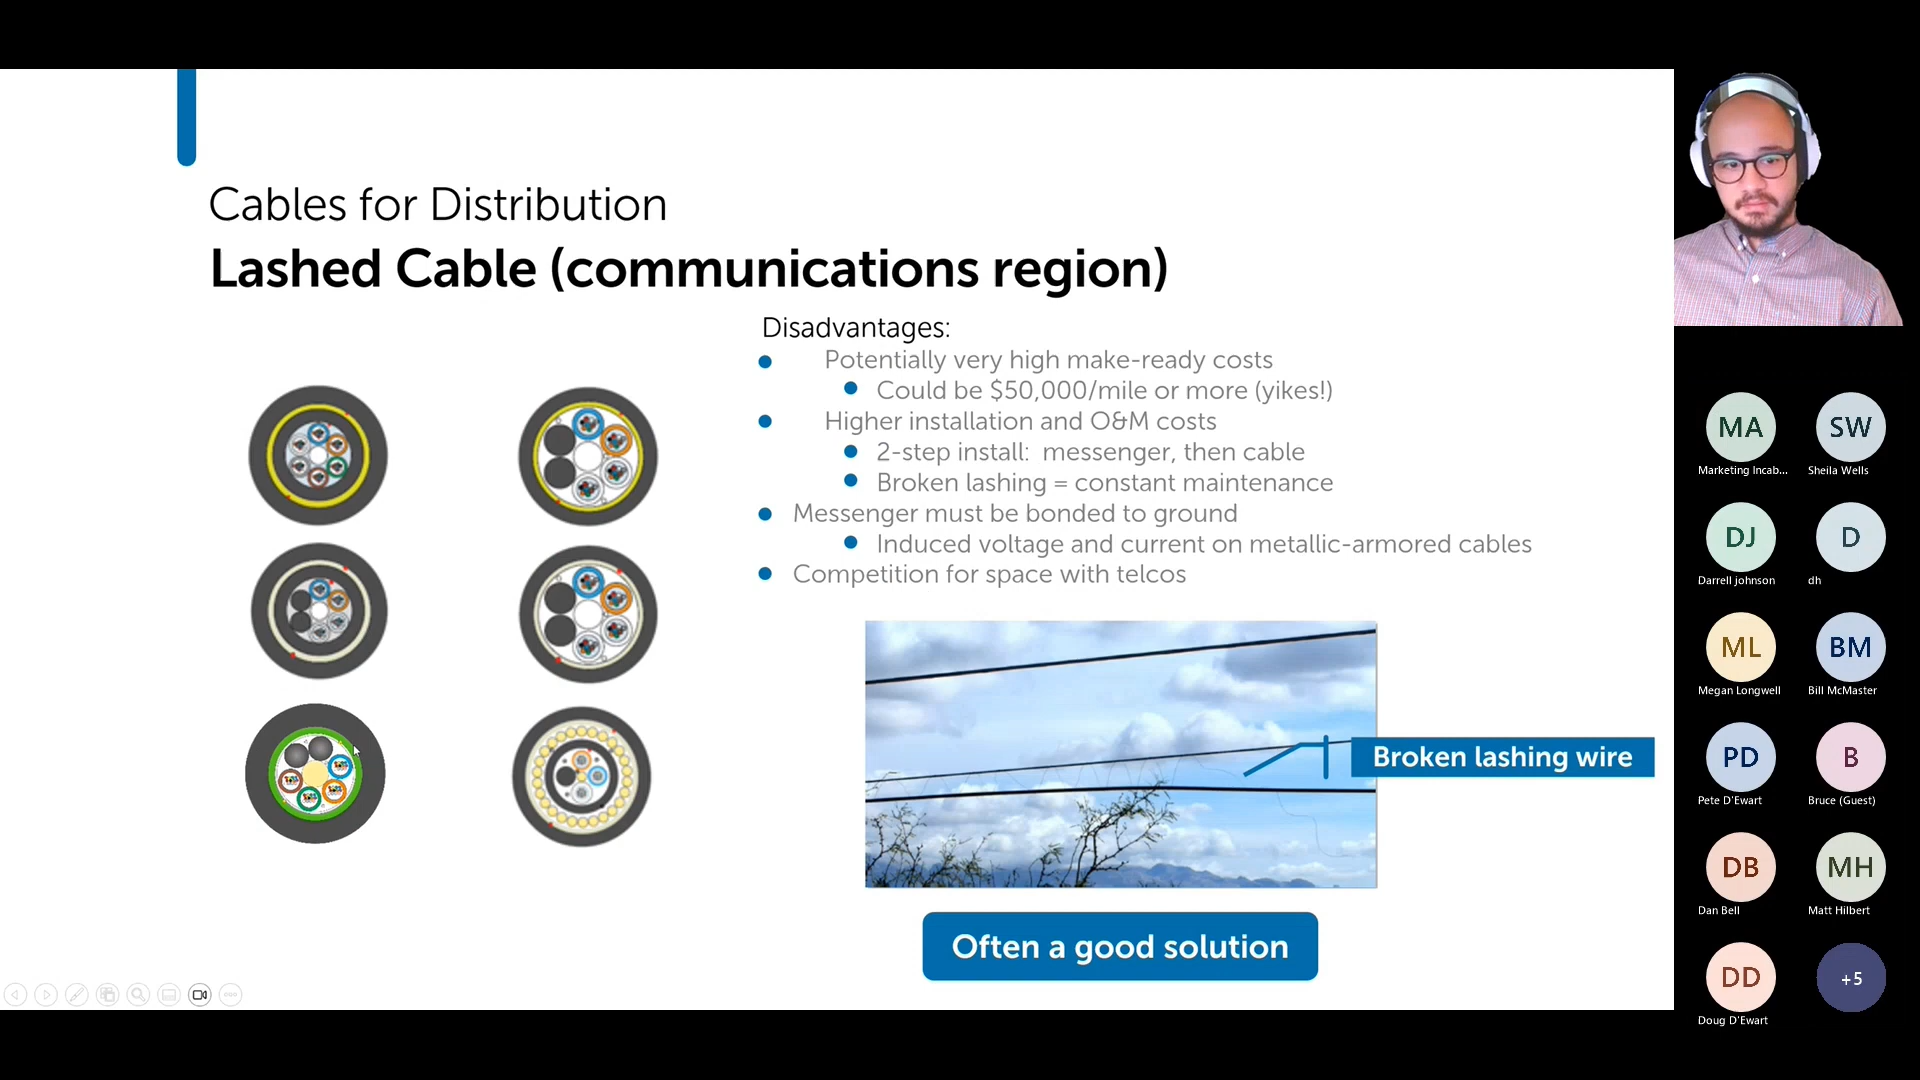 Cables for Distribution
Lashed Cable (communications region)
Disadvantages:
Potentially very high make-ready costs
Could be $50,000/mile or more (yikes!)
Higher installation and O&M costs
2-step install: messenger, then cable
Broken lashing = constant maintenance
Messenger must be bonded to ground
Induced voltage and current on metallic-armored cables
Competition for space with telcos
Broken lashing wire
Often a good solution
MA
Marketing Incab...
SW
Sheila Wells
DJ
Darrell johnson
D
dh
ML
Megan Longwell
BM
Bill McMaster
PD
Pete D'Ewart
B
Bruce (Guest)
DB
Dan Bell
MH
Matt Hilbert
DD
Doug D'Ewart
+5